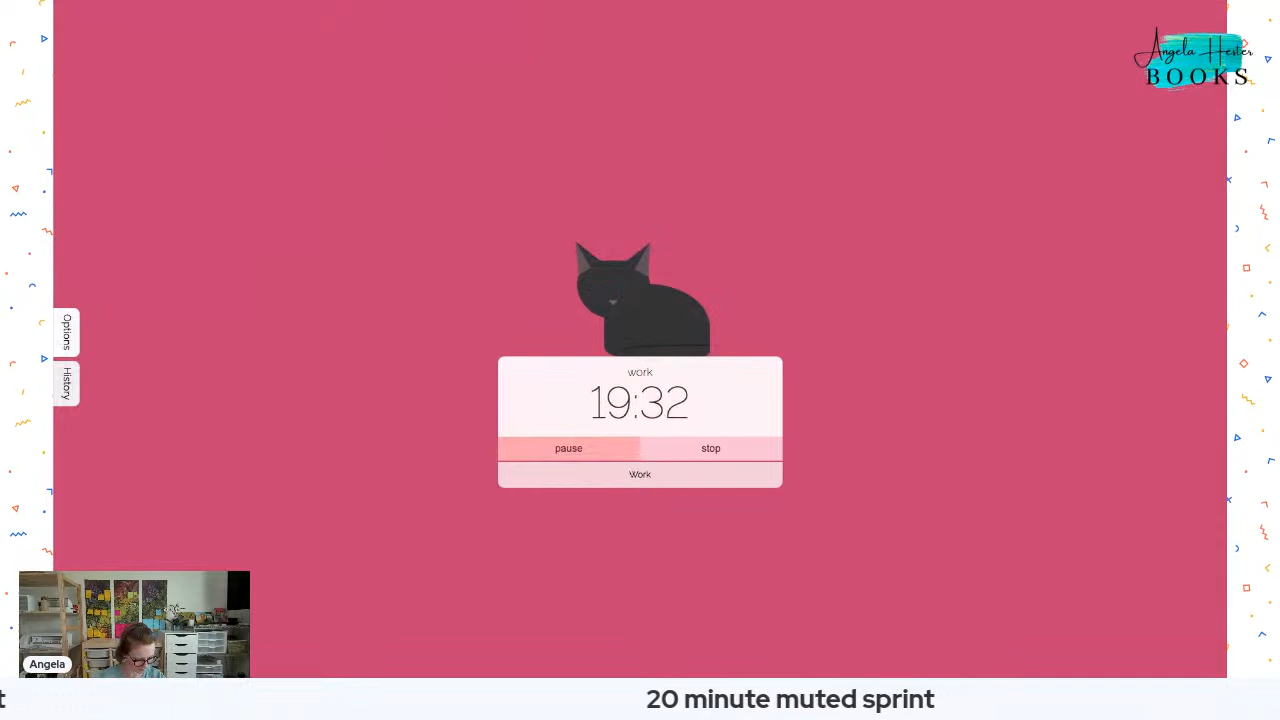 Angela Hester
BOOKS
Options
History
work
19:32
pause
stop
Work
Angela
t
20 minute muted sprint